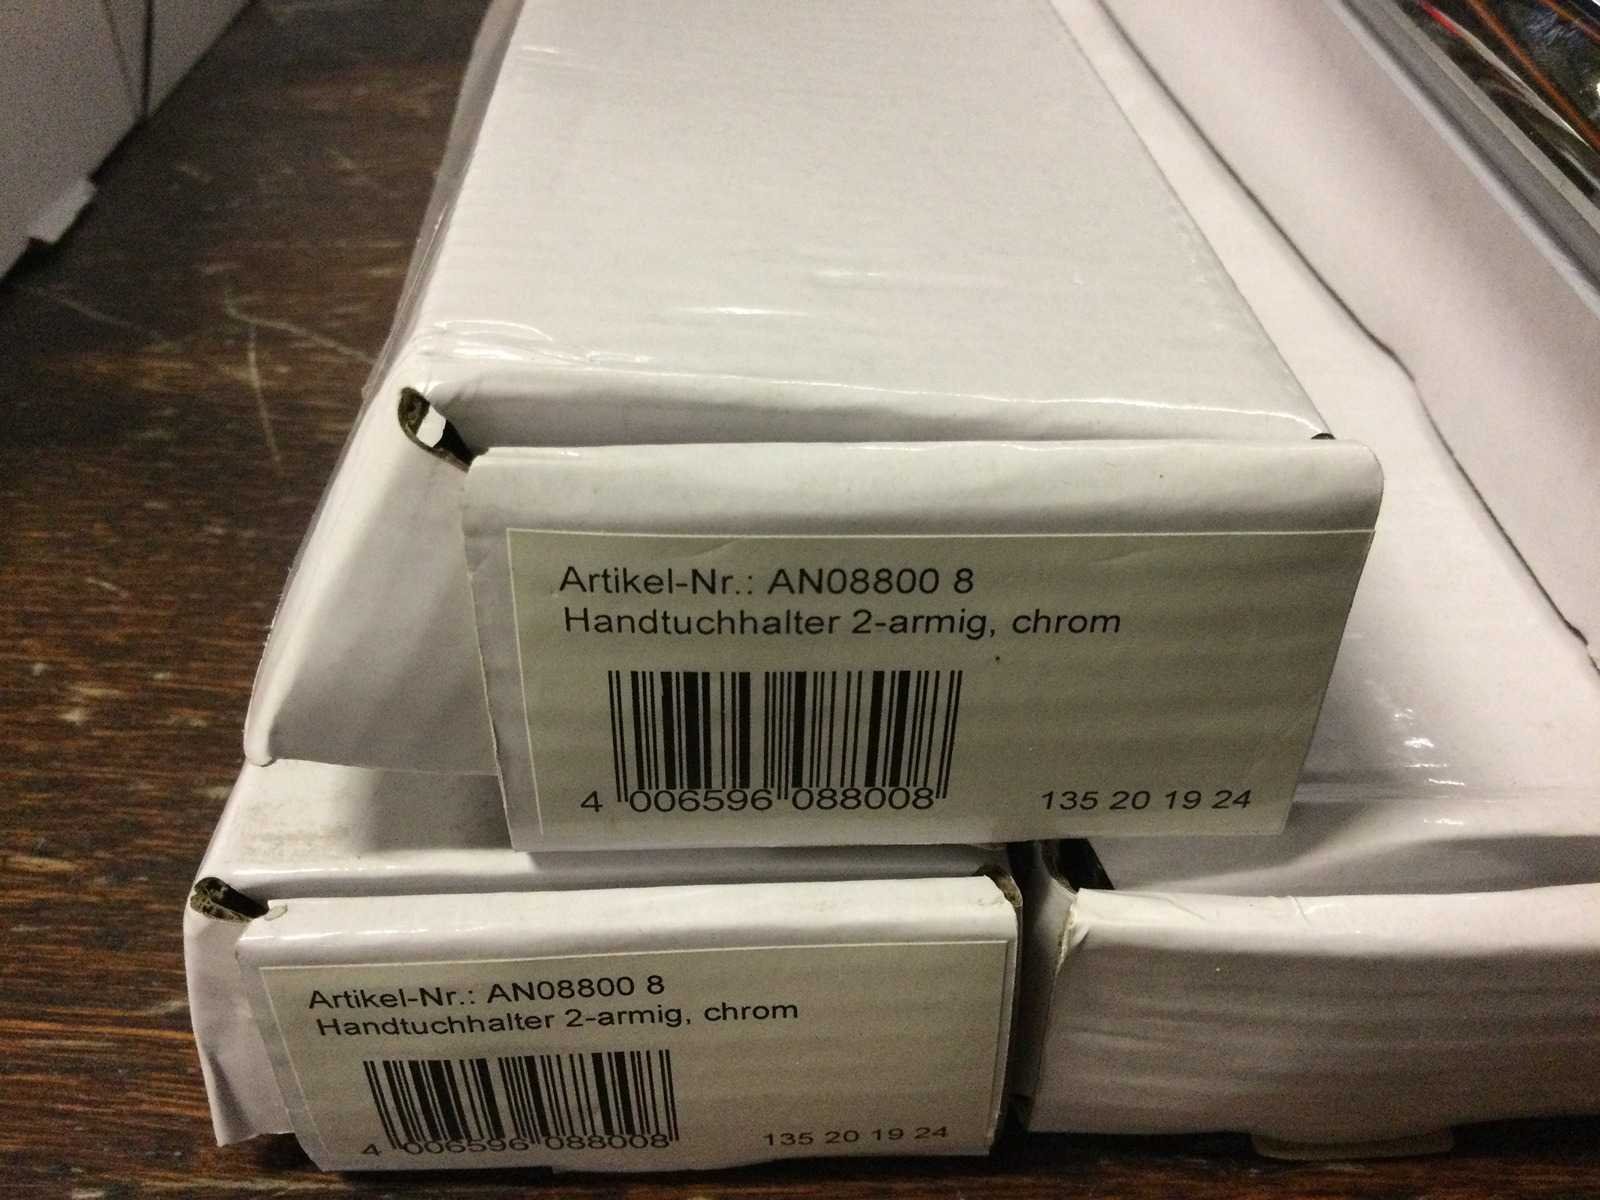 Artikel-Nr.: AN08800 8
Handtuchhalter 2-armig, chrom
4 006596 088008
135 20 19 24
Artikel-Nr.: AN08800 8
Handtuchhalter 2-armig, chrom
4 006596 088008
135 20 19 24